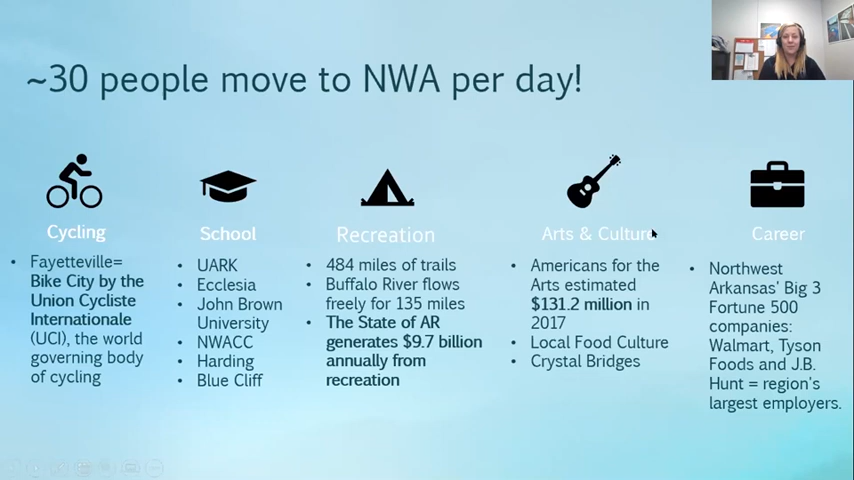 ~30 people move to NWA per day!
Cycling
Fayetteville=
Bike City by the
Union Cycliste
Internationale
(UCI), the world
governing body
of cycling
School
UARK
Ecclesia
John Brown
University
NWACC
Harding
Blue Cliff
Recreation
484 miles of trails
Buffalo River flows
freely for 135 miles
The State of AR
generates $9.7 billion
annually from
recreation
Arts & Culture
Americans for the
Arts estimated
$131.2 million in
2017
Local Food Culture
Crystal Bridges
Career
Northwest
Arkansas' Big 3
Fortune 500
companies:
Walmart, Tyson
Foods and J.B.
Hunt = region's
largest employers.